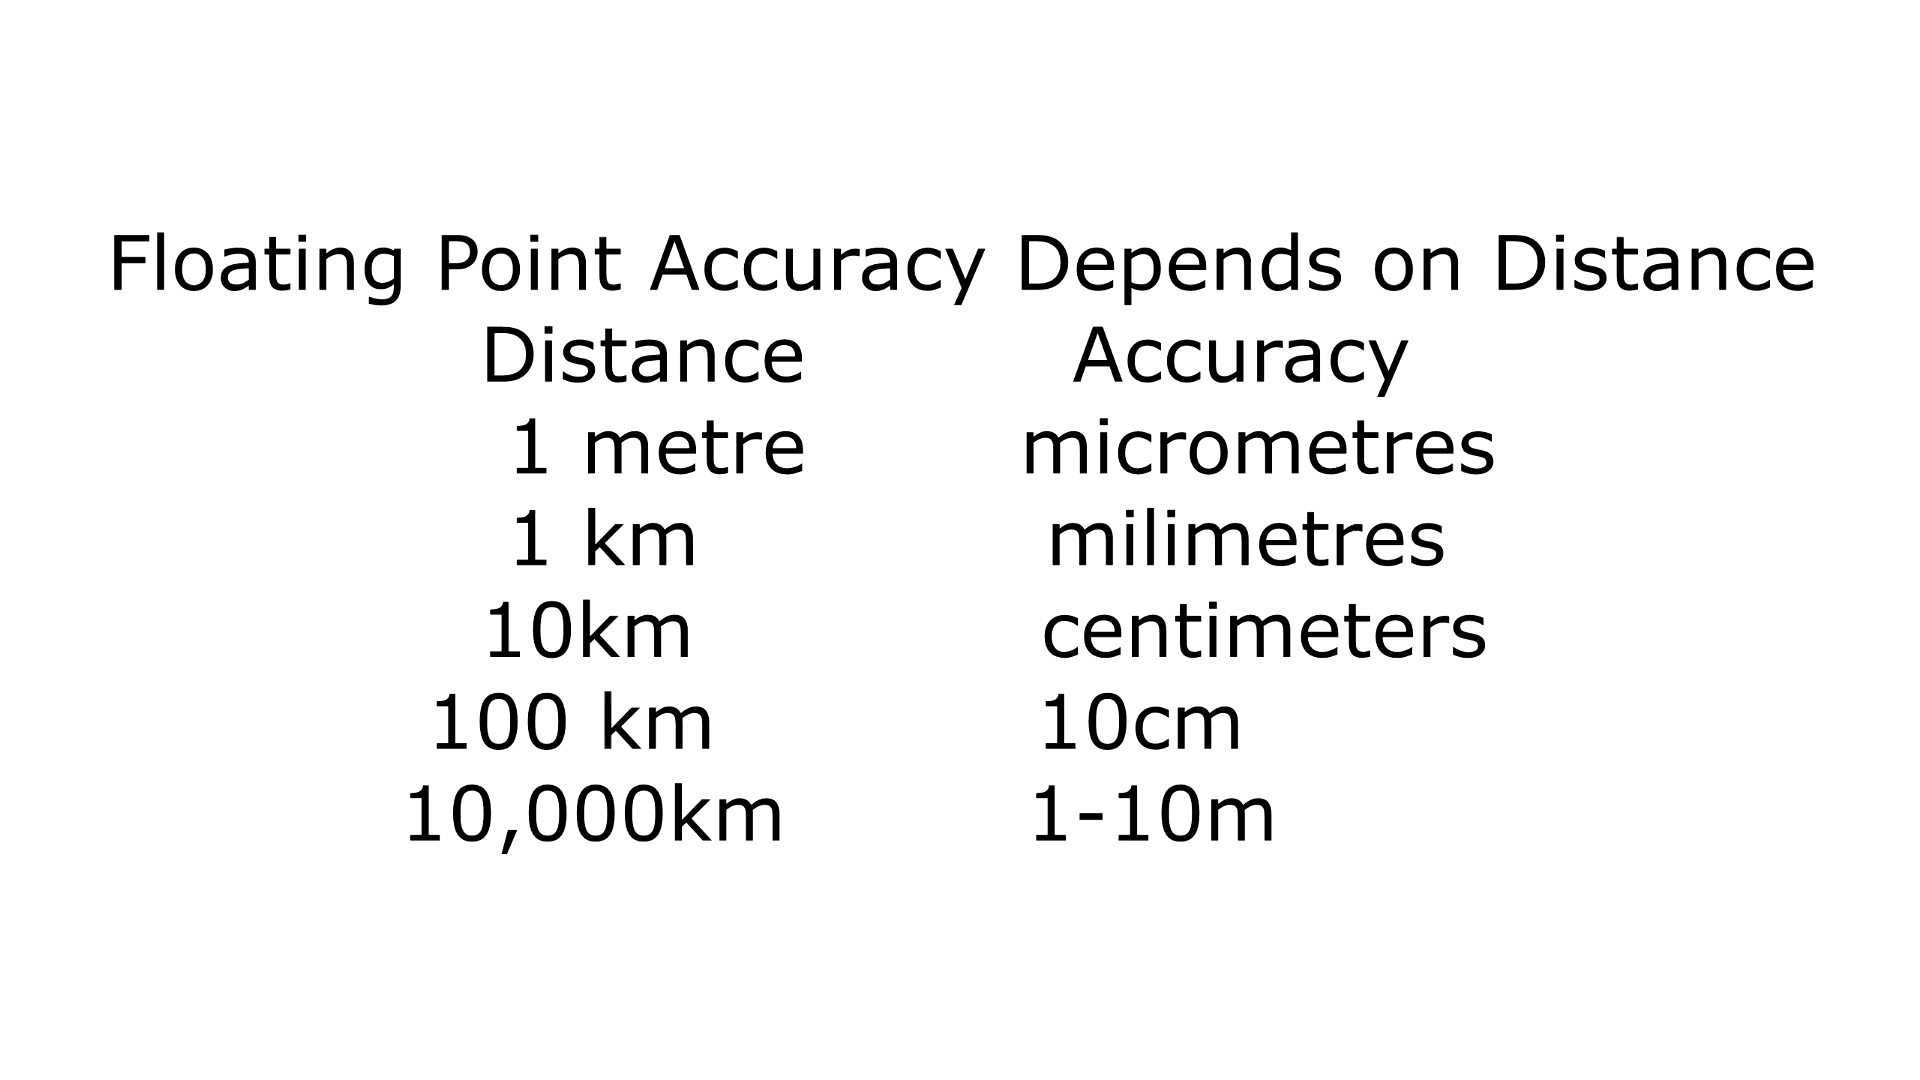 Floating Point Accuracy Depends on Distance
Distance Accuracy
1 metre micrometres
1 km milimetres
10km centimeters
100 km 10cm
10,000km 1-10m